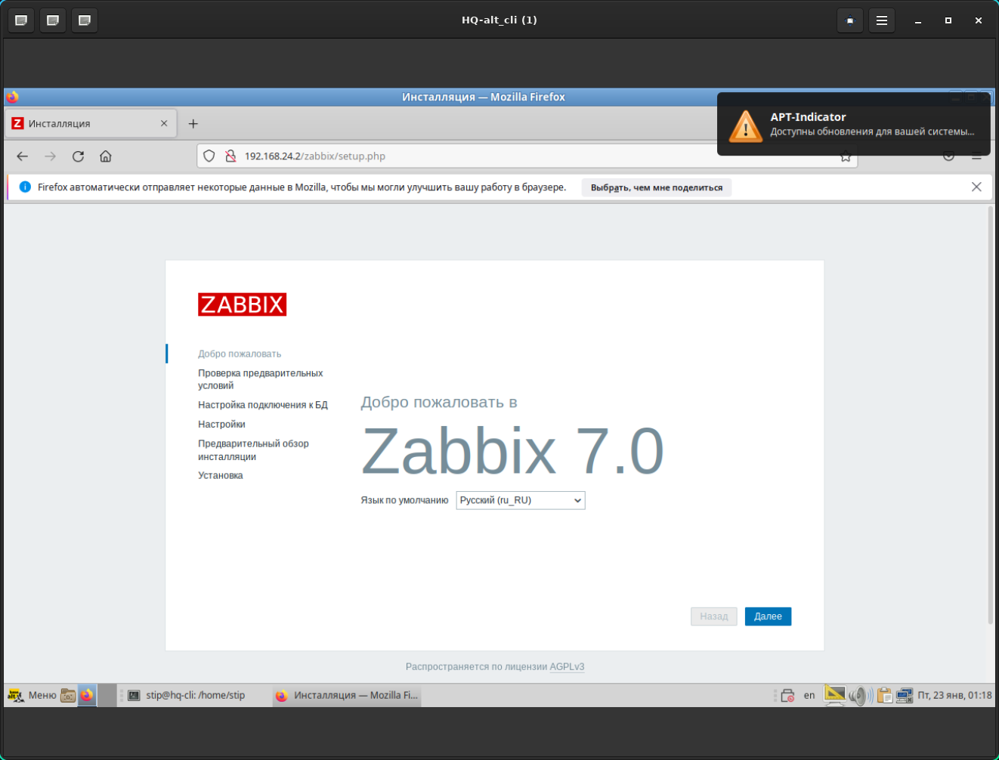 HQ-alt_cli (1)
Инсталляция — Mozilla Firefox
Инсталляция
APT-Indicator
Доступны обновления для вашей системы...
192.168.24.2/zabbix/setup.php
Firefox автоматически отправляет некоторые данные в Mozilla, чтобы мы могли улучшить вашу работу в браузере.
Выбрать, чем мне поделиться
ZABBIX
Добро пожаловать
Проверка предварительных
условий
Настройка подключения к БД
Настройки
Предварительный обзор
инсталляции
Установка
Добро пожаловать в
Zabbix 7.0
Язык по умолчанию
Русский (ru_RU)
Назад
Далее
Распространяется по лицензии AGPLv3
Меню
stip@hq-cli: /home/stip
Инсталляция — Mozilla Fi...
en
Пт, 23 янв, 01:18